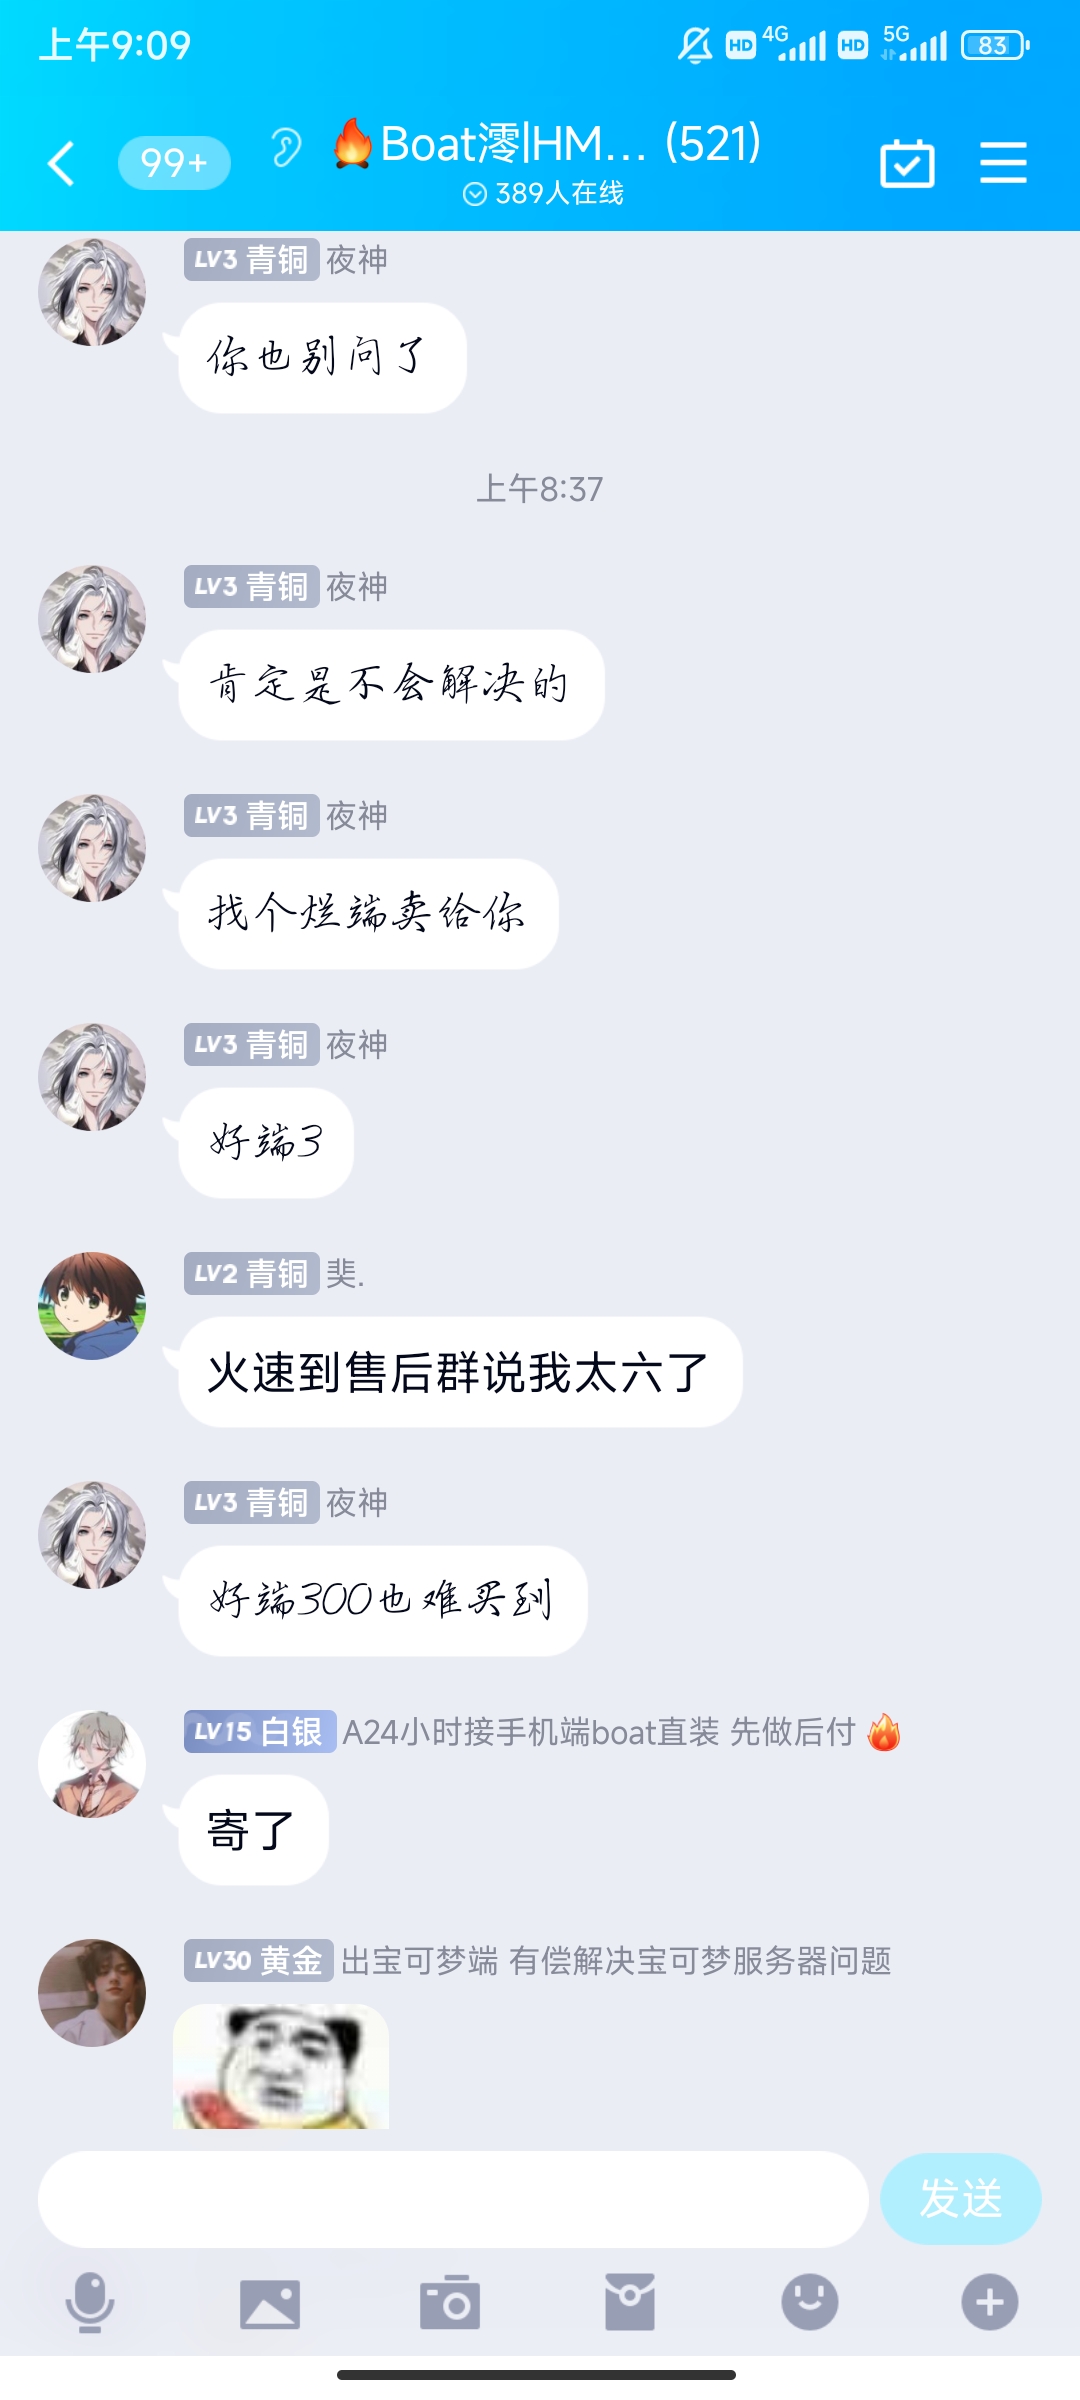 上午9:09
HD 4G HD 5G 83
99+
🔥Boat澪|HM... (521)
389人在线
LV3 青铜 夜神
你也别问了
上午8:37
LV3 青铜 夜神
肯定是不会解决的
LV3 青铜 夜神
找个烂端卖给你
LV3 青铜 夜神
好端3
LV2 青铜 婓.
火速到售后群说我太六了
LV3 青铜 夜神
好端300也难买到
LV15 白银 A24小时接手机端boat直装 先做后付🔥
寄了
LV30 黄金 出宝可梦端 有偿解决宝可梦服务器问题
发送